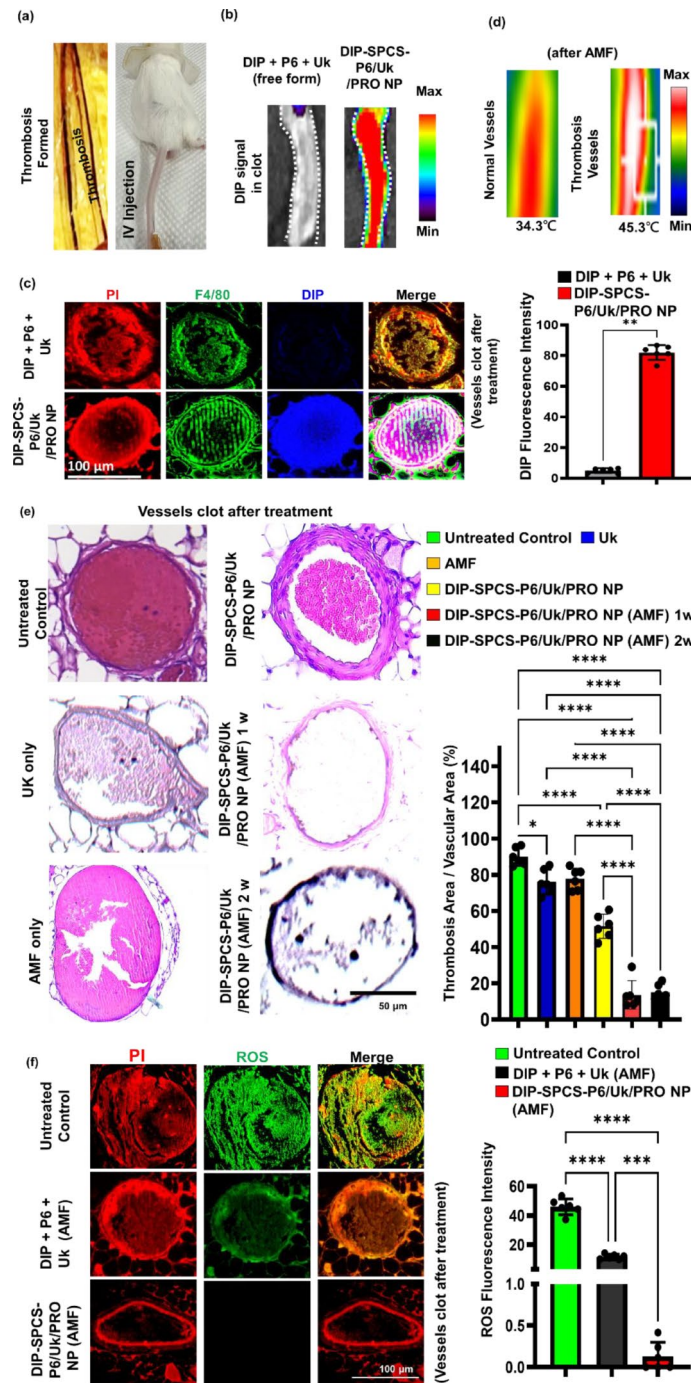 (a)
Thrombosis
Formed
Thrombosis
IV Injection
(b)
DIP + P6 + Uk
(free form)
DIP-SPCS-
P6/Uk
/PRO NP
DIP signal
in clot
Max
Min
(d)
(after AMF)
Normal Vessels
34.3℃
Thrombosis
Vessels
45.3℃
Max
Min
(c)
PI
F4/80
DIP
Merge
DIP + P6 +
Uk
DIP-SPCS-
P6/Uk
/PRO NP
100 μm
(Vessels clot after
treatment)
DIP + P6 + Uk
DIP-SPCS-
P6/Uk/PRO NP
DIP Fluorescence Intensity
100
80
60
40
20
0
**
(e)
Vessels clot after treatment
Untreated
Control
DIP-SPCS-P6/Uk
/PRO NP
UK only
DIP-SPCS-P6/Uk
/PRO NP (AMF) 1 w
AMF only
DIP-SPCS-P6/Uk
/PRO NP (AMF) 2 w
50 μm
Untreated Control
Uk
AMF
DIP-SPCS-P6/Uk/PRO NP
DIP-SPCS-P6/Uk/PRO NP (AMF) 1w
DIP-SPCS-P6/Uk/PRO NP (AMF) 2w
Thrombosis Area / Vascular Area (%)
140
120
100
80
60
40
20
0
****
****
****
****
****
****
****
*
****
****
(f)
PI
ROS
Merge
Untreated
Control
DIP + P6 +
Uk (AMF)
DIP-SPCS-
P6/Uk/PRO
NP (AMF)
100 μm
(Vessels clot after treatment)
Untreated Control
DIP + P6 + Uk (AMF)
DIP-SPCS-P6/Uk/PRO NP
(AMF)
ROS Fluorescence Intensity
60
40
20
1.0
0.5
0.0
****
****
***